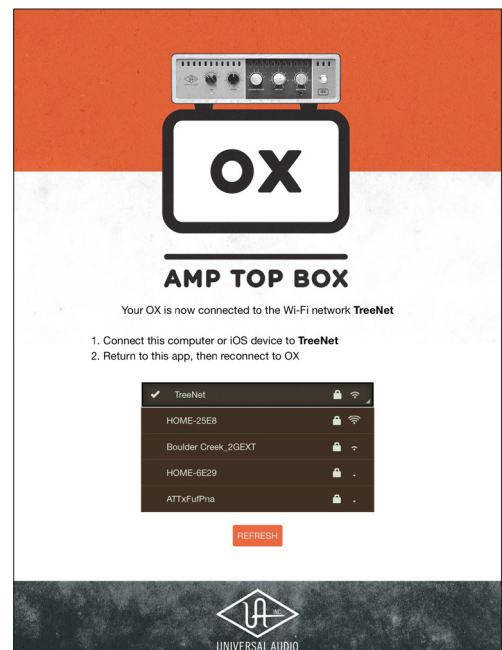 OX
AMP TOP BOX
Your OX is now connected to the Wi-Fi network TreeNet
1. Connect this computer or iOS device to TreeNet
2. Return to this app, then reconnect to OX
TreeNet
HOME-25E8
Boulder Creek_2GEXT
HOME-6E29
ATTxFufPna
REFRESH
UA INC.
UNIVERSAL AUDIO